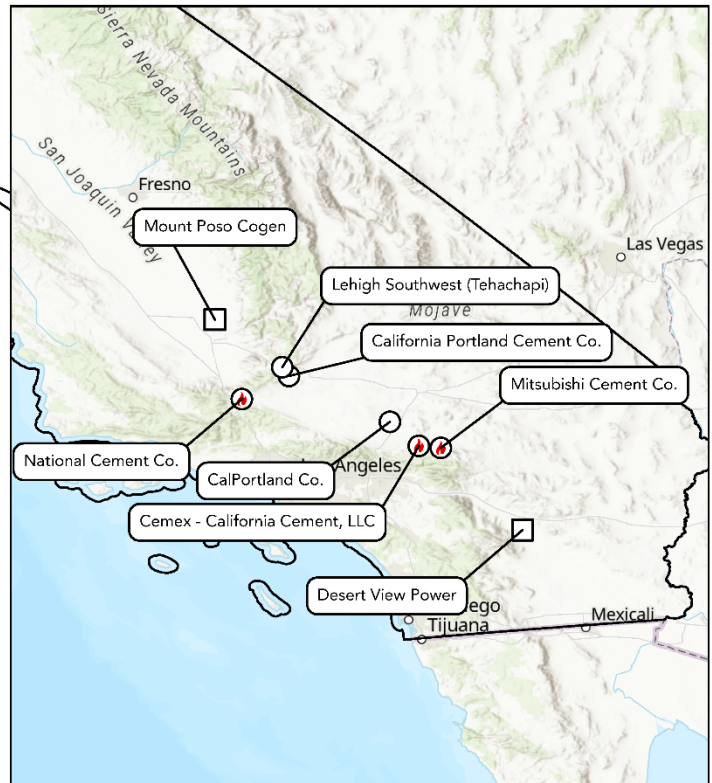 Sierra Nevada Mountains
San Joaquin Valley
Fresno
Mount Poso Cogen
Las Vegas
Lehigh Southwest (Tehachapi)
Mojave
California Portland Cement Co.
Mitsubishi Cement Co.
National Cement Co.
Angeles
CalPortland Co.
Cemex - California Cement, LLC
Desert View Power
Mexicali
Tijuana